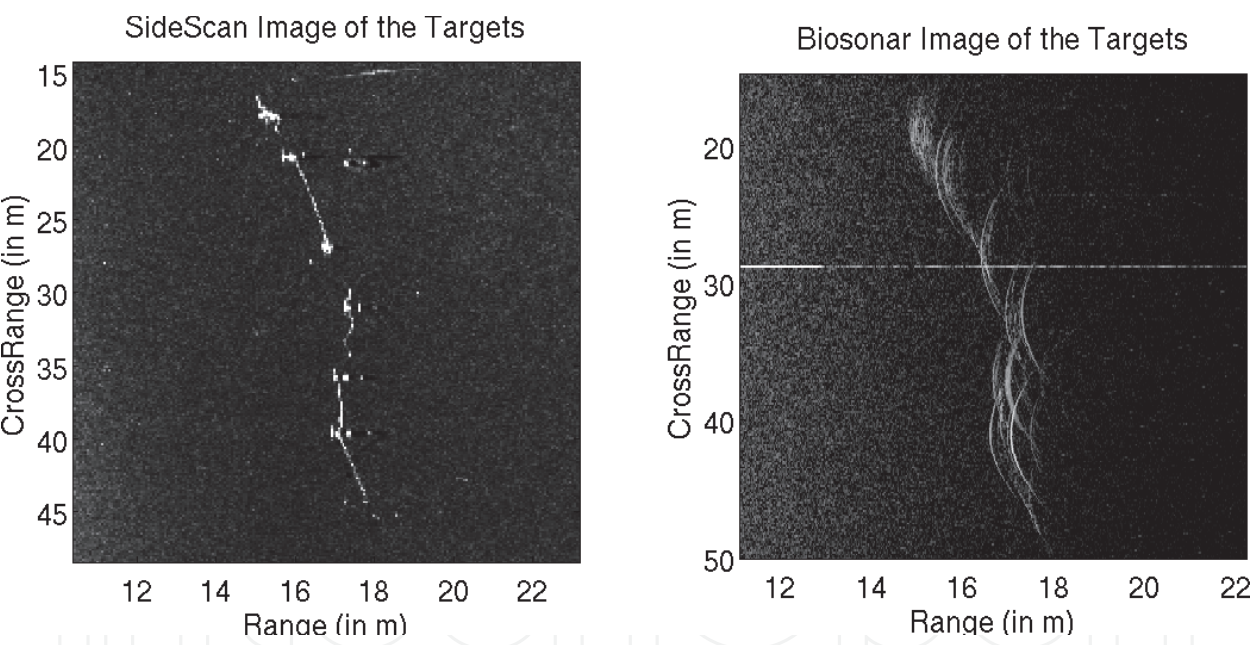 SideScan Image of the Targets
15
20
25
30
35
40
45
CrossRange (in m)
12 14 16 18 20 22
Range (in m)
Biosonar Image of the Targets
20
30
40
50
CrossRange (in m)
12 14 16 18 20 22
Range (in m)